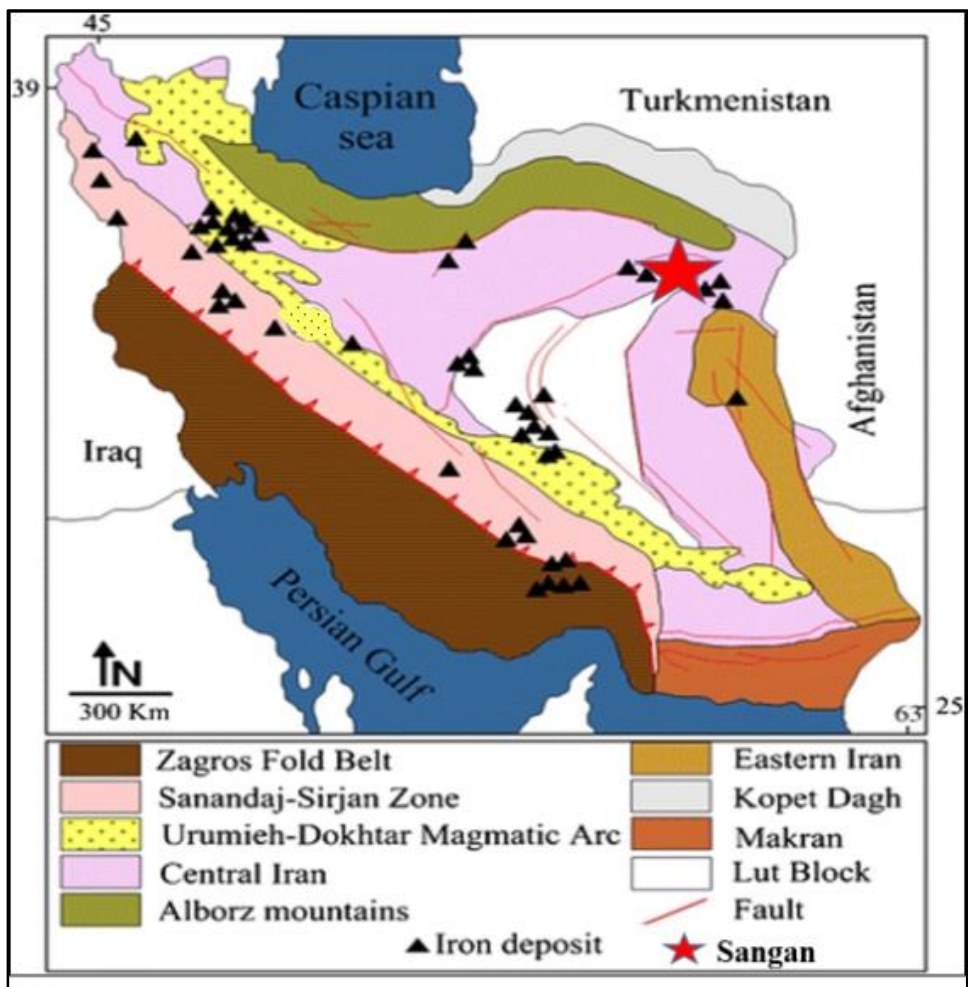 45
39
Caspian
sea
Turkmenistan
Afghanistan
Iraq
Persian Gulf
N
300 Km
25
63
Zagros Fold Belt
Sanandaj-Sirjan Zone
Urumieh-Dokhtar Magmatic Arc
Central Iran
Alborz mountains
Eastern Iran
Kopet Dagh
Makran
Lut Block
Fault
Iron deposit
Sangan